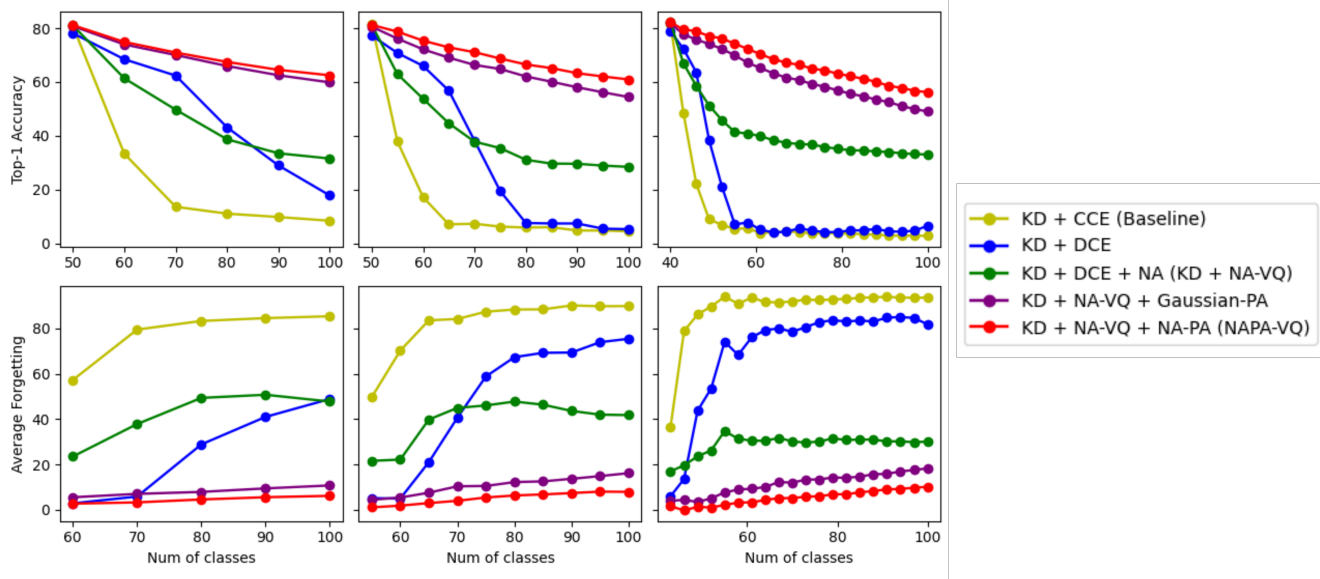 Top-1 Accuracy
80
60
40
20
0
50 60 70 80 90 100
50 60 70 80 90 100
40 60 80 100
Average Forgetting
80
60
40
20
0
60 70 80 90 100
60 70 80 90 100
60 80 100
Num of classes
Num of classes
Num of classes
KD + CCE (Baseline)
KD + DCE
KD + DCE + NA (KD + NA-VQ)
KD + NA-VQ + Gaussian-PA
KD + NA-VQ + NA-PA (NAPA-VQ)